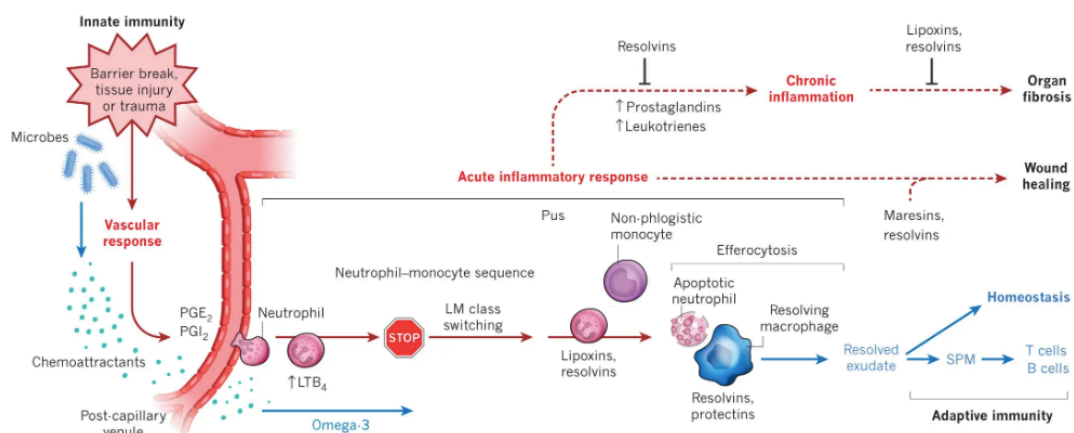 Innate immunity
Barrier break,
tissue injury
or trauma
Microbes
Vascular
response
Chemoattractants
PGE2
PGI2
Post-capillary
venule
Resolvins
↑Prostaglandins
↑Leukotrienes
Chronic
inflammation
Lipoxins,
resolvins
Organ
fibrosis
Acute inflammatory response
Wound
healing
Maresins,
resolvins
Pus
Neutrophil–monocyte sequence
Non-phlogistic
monocyte
Efferocytosis
Neutrophil
↑LTB4
STOP
LM class
switching
Lipoxins,
resolvins
Apoptotic
neutrophil
Resolving
macrophage
Resolvins,
protectins
Omega-3
Resolved
exudate
Homeostasis
SPM
T cells
B cells
Adaptive immunity